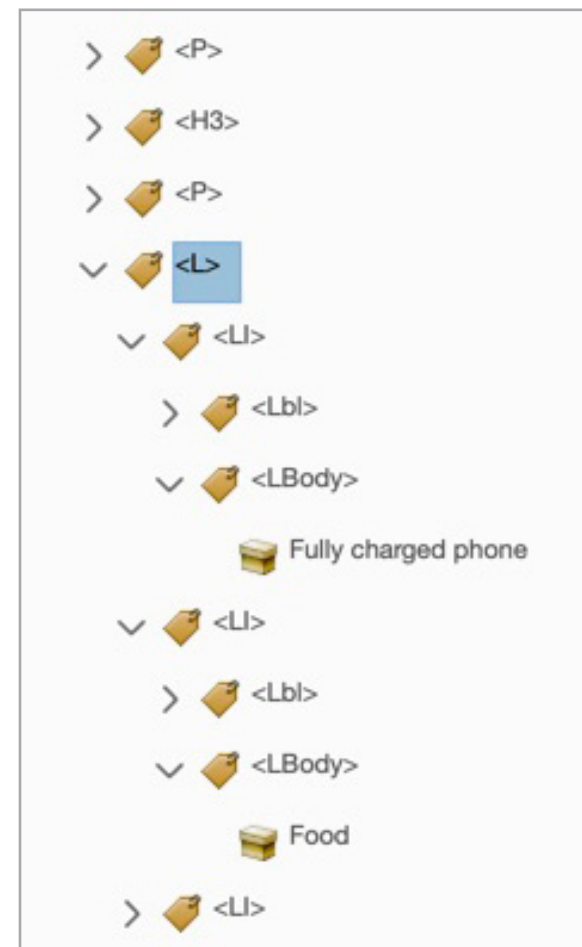 <P>
<H3>
<P>
<L>
<LI>
<Lbl>
<LBody>
Fully charged phone
<LI>
<Lbl>
<LBody>
Food
<LI>